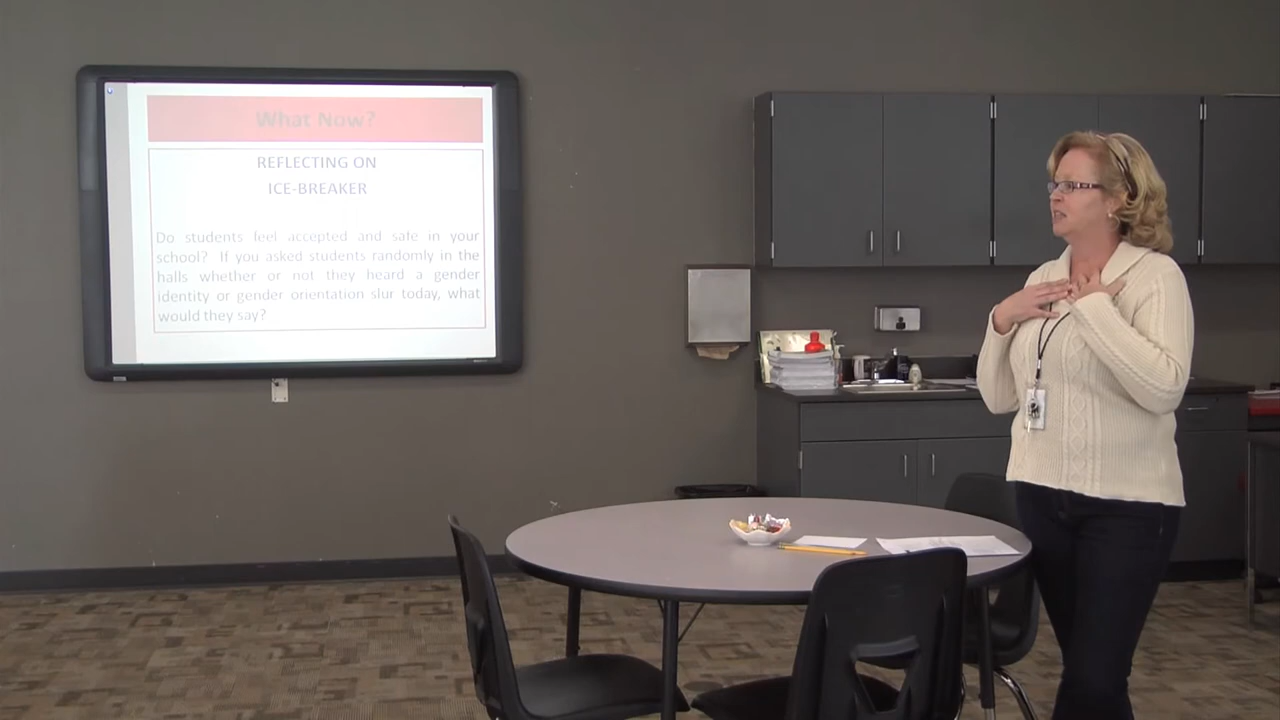 What Now?
REFLECTING ON
ICE-BREAKER
Do students feel accepted and safe in your
school? If you asked students randomly in the
halls whether or not they heard a gender
identity or gender orientation slur today, what
would they say?